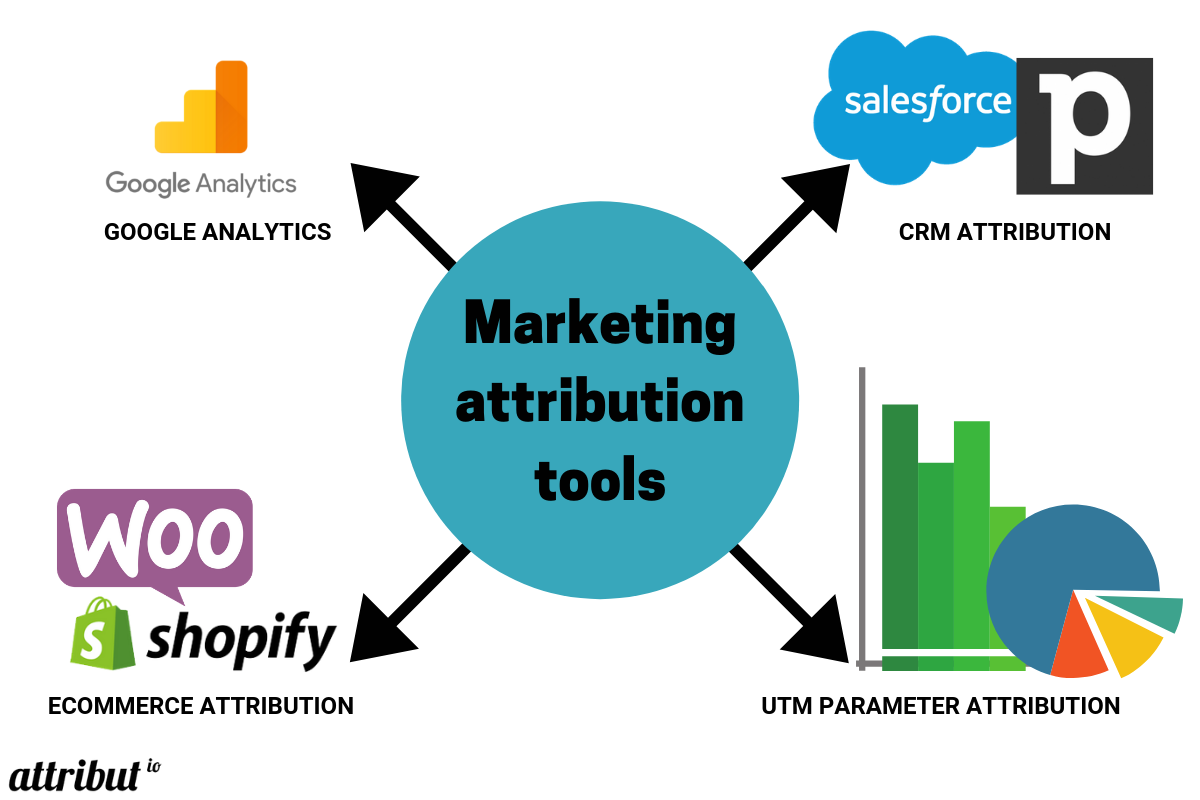 Google Analytics
GOOGLE ANALYTICS
salesforce
p
CRM ATTRIBUTION
Marketing
attribution
tools
WOO
S
shopify
ECOMMERCE ATTRIBUTION
UTM PARAMETER ATTRIBUTION
attribut io